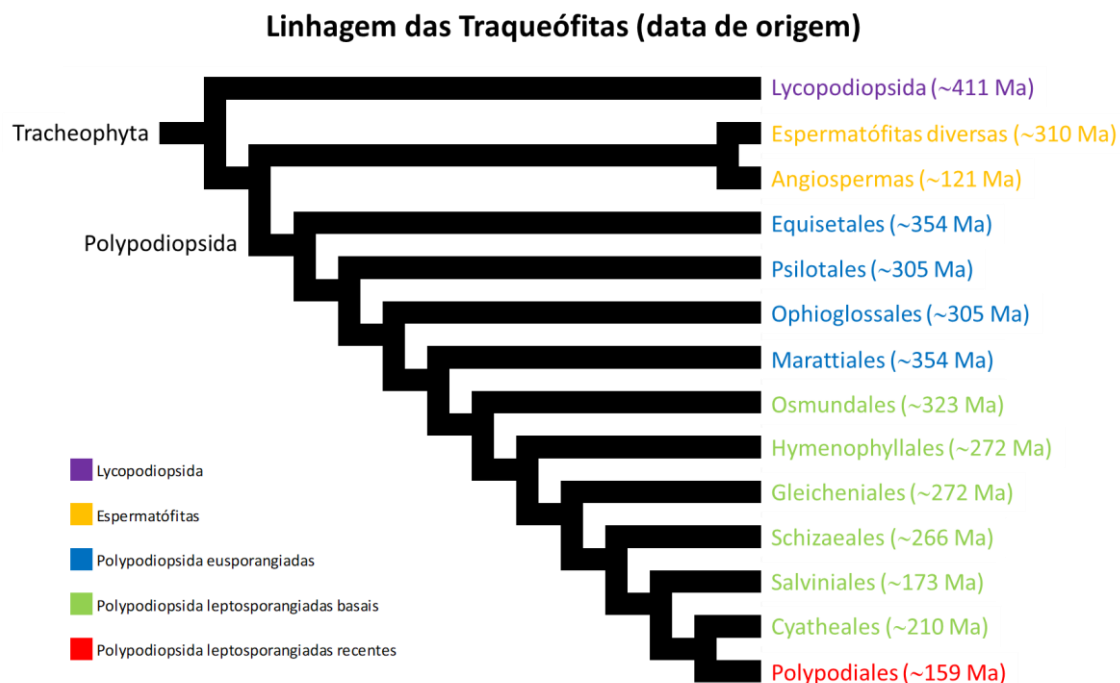 Linhagem das Traqueófitas (data de origem)
Lycopodiopsida (~411 Ma)
Tracheophyta
Espermatófitas diversas (~310 Ma)
Angiospermas (~121 Ma)
Equisetales (~354 Ma)
Polypodiopsida
Psilotales (~305 Ma)
Ophioglossales (~305 Ma)
Marattiales (~354 Ma)
Osmundales (~323 Ma)
Hymenophyllales (~272 Ma)
Gleicheniales (~272 Ma)
Schizaeales (~266 Ma)
Salviniales (~173 Ma)
Cyatheales (~210 Ma)
Polypodiales (~159 Ma)
Lycopodiopsida
Espermatófitas
Polypodiopsida eusporangiadas
Polypodiopsida leptosporangiadas basais
Polypodiopsida leptosporangiadas recentes